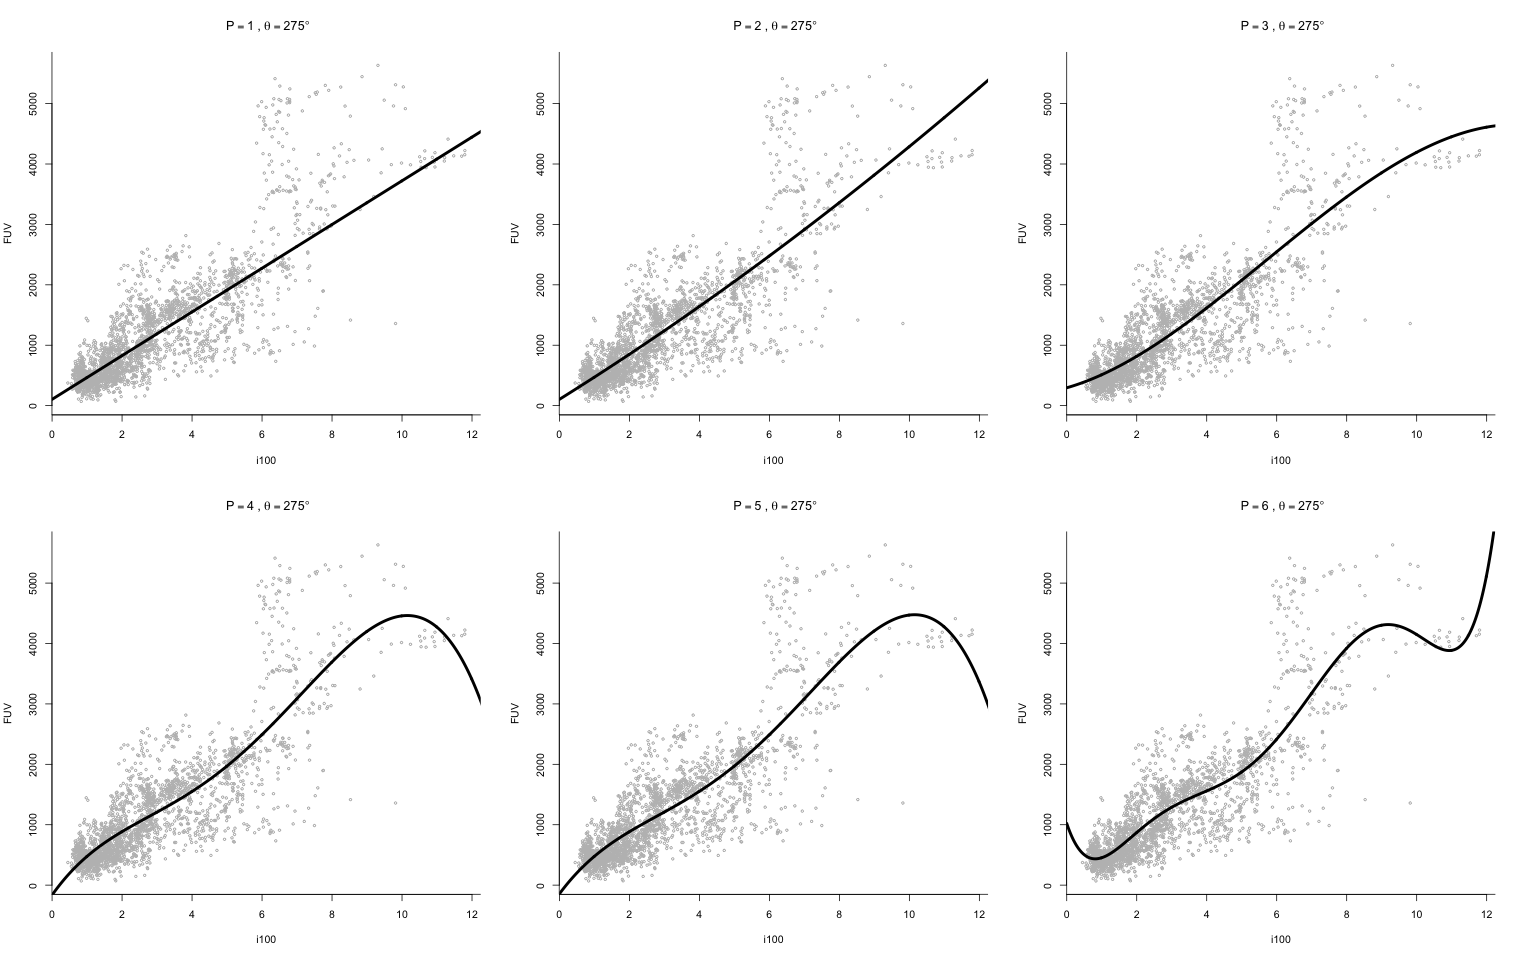 P = 1 , θ = 275°
P = 2 , θ = 275°
P = 3 , θ = 275°
FUV
0 1000 2000 3000 4000 5000
0 2 4 6 8 10 12
i100
FUV
0 1000 2000 3000 4000 5000
0 2 4 6 8 10 12
i100
FUV
0 1000 2000 3000 4000 5000
0 2 4 6 8 10 12
i100
P = 4 , θ = 275°
P = 5 , θ = 275°
P = 6 , θ = 275°
FUV
0 1000 2000 3000 4000 5000
0 2 4 6 8 10 12
i100
FUV
0 1000 2000 3000 4000 5000
0 2 4 6 8 10 12
i100
FUV
0 1000 2000 3000 4000 5000
0 2 4 6 8 10 12
i100